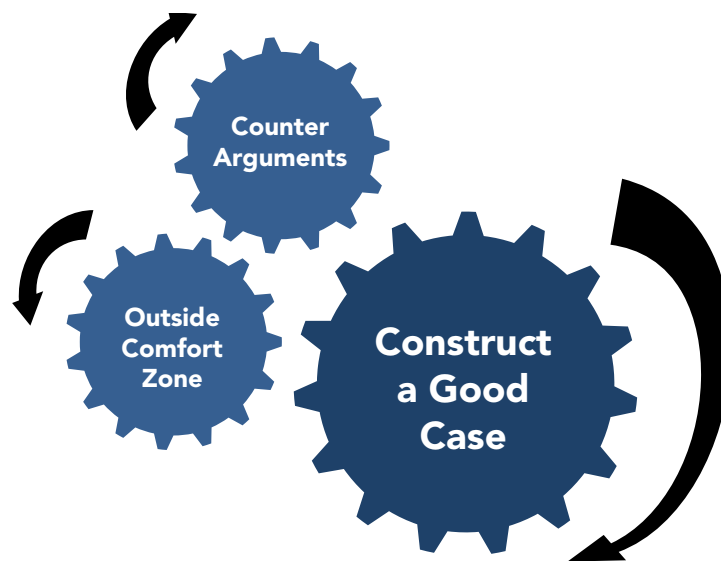 Counter
Arguments
Outside
Comfort
Zone
Construct
a Good
Case